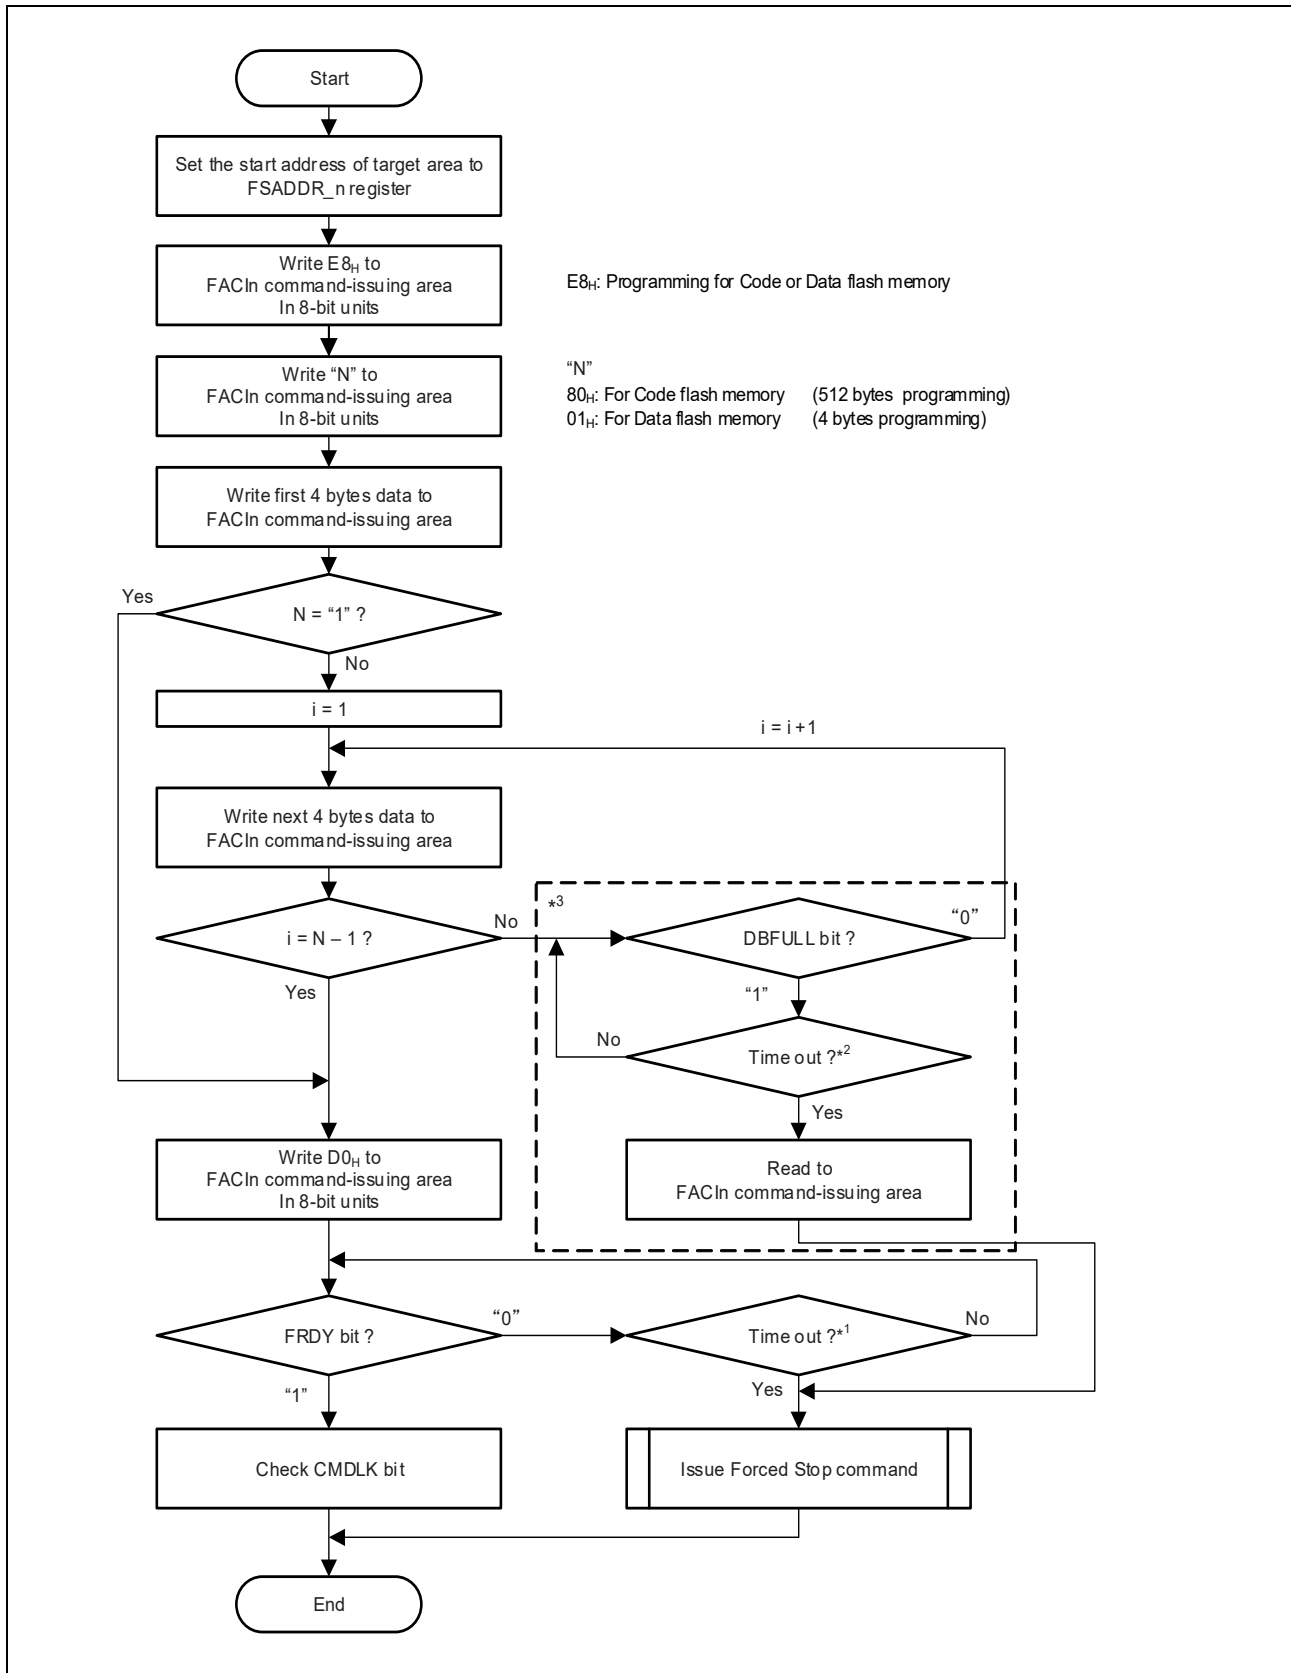 Start
Set the start address of target area to
FSADDR_n register
Write E8H to
FACIn command-issuing area
In 8-bit units
E8H: Programming for Code or Data flash memory
Write “N” to
FACIn command-issuing area
In 8-bit units
“N”
80H: For Code flash memory (512 bytes programming)
01H: For Data flash memory (4 bytes programming)
Write first 4 bytes data to
FACIn command-issuing area
Yes
N = “1” ?
No
i = 1
i = i +1
Write next 4 bytes data to
FACIn command-issuing area
i = N – 1 ?
No
*3
DBFULL bit ?
“0”
Yes
“1”
No
Time out ?*2
Yes
Write D0H to
FACIn command-issuing area
In 8-bit units
Read to
FACIn command-issuing area
FRDY bit ?
“0”
Time out ?*1
No
“1”
Yes
Check CMDLK bit
Issue Forced Stop command
End